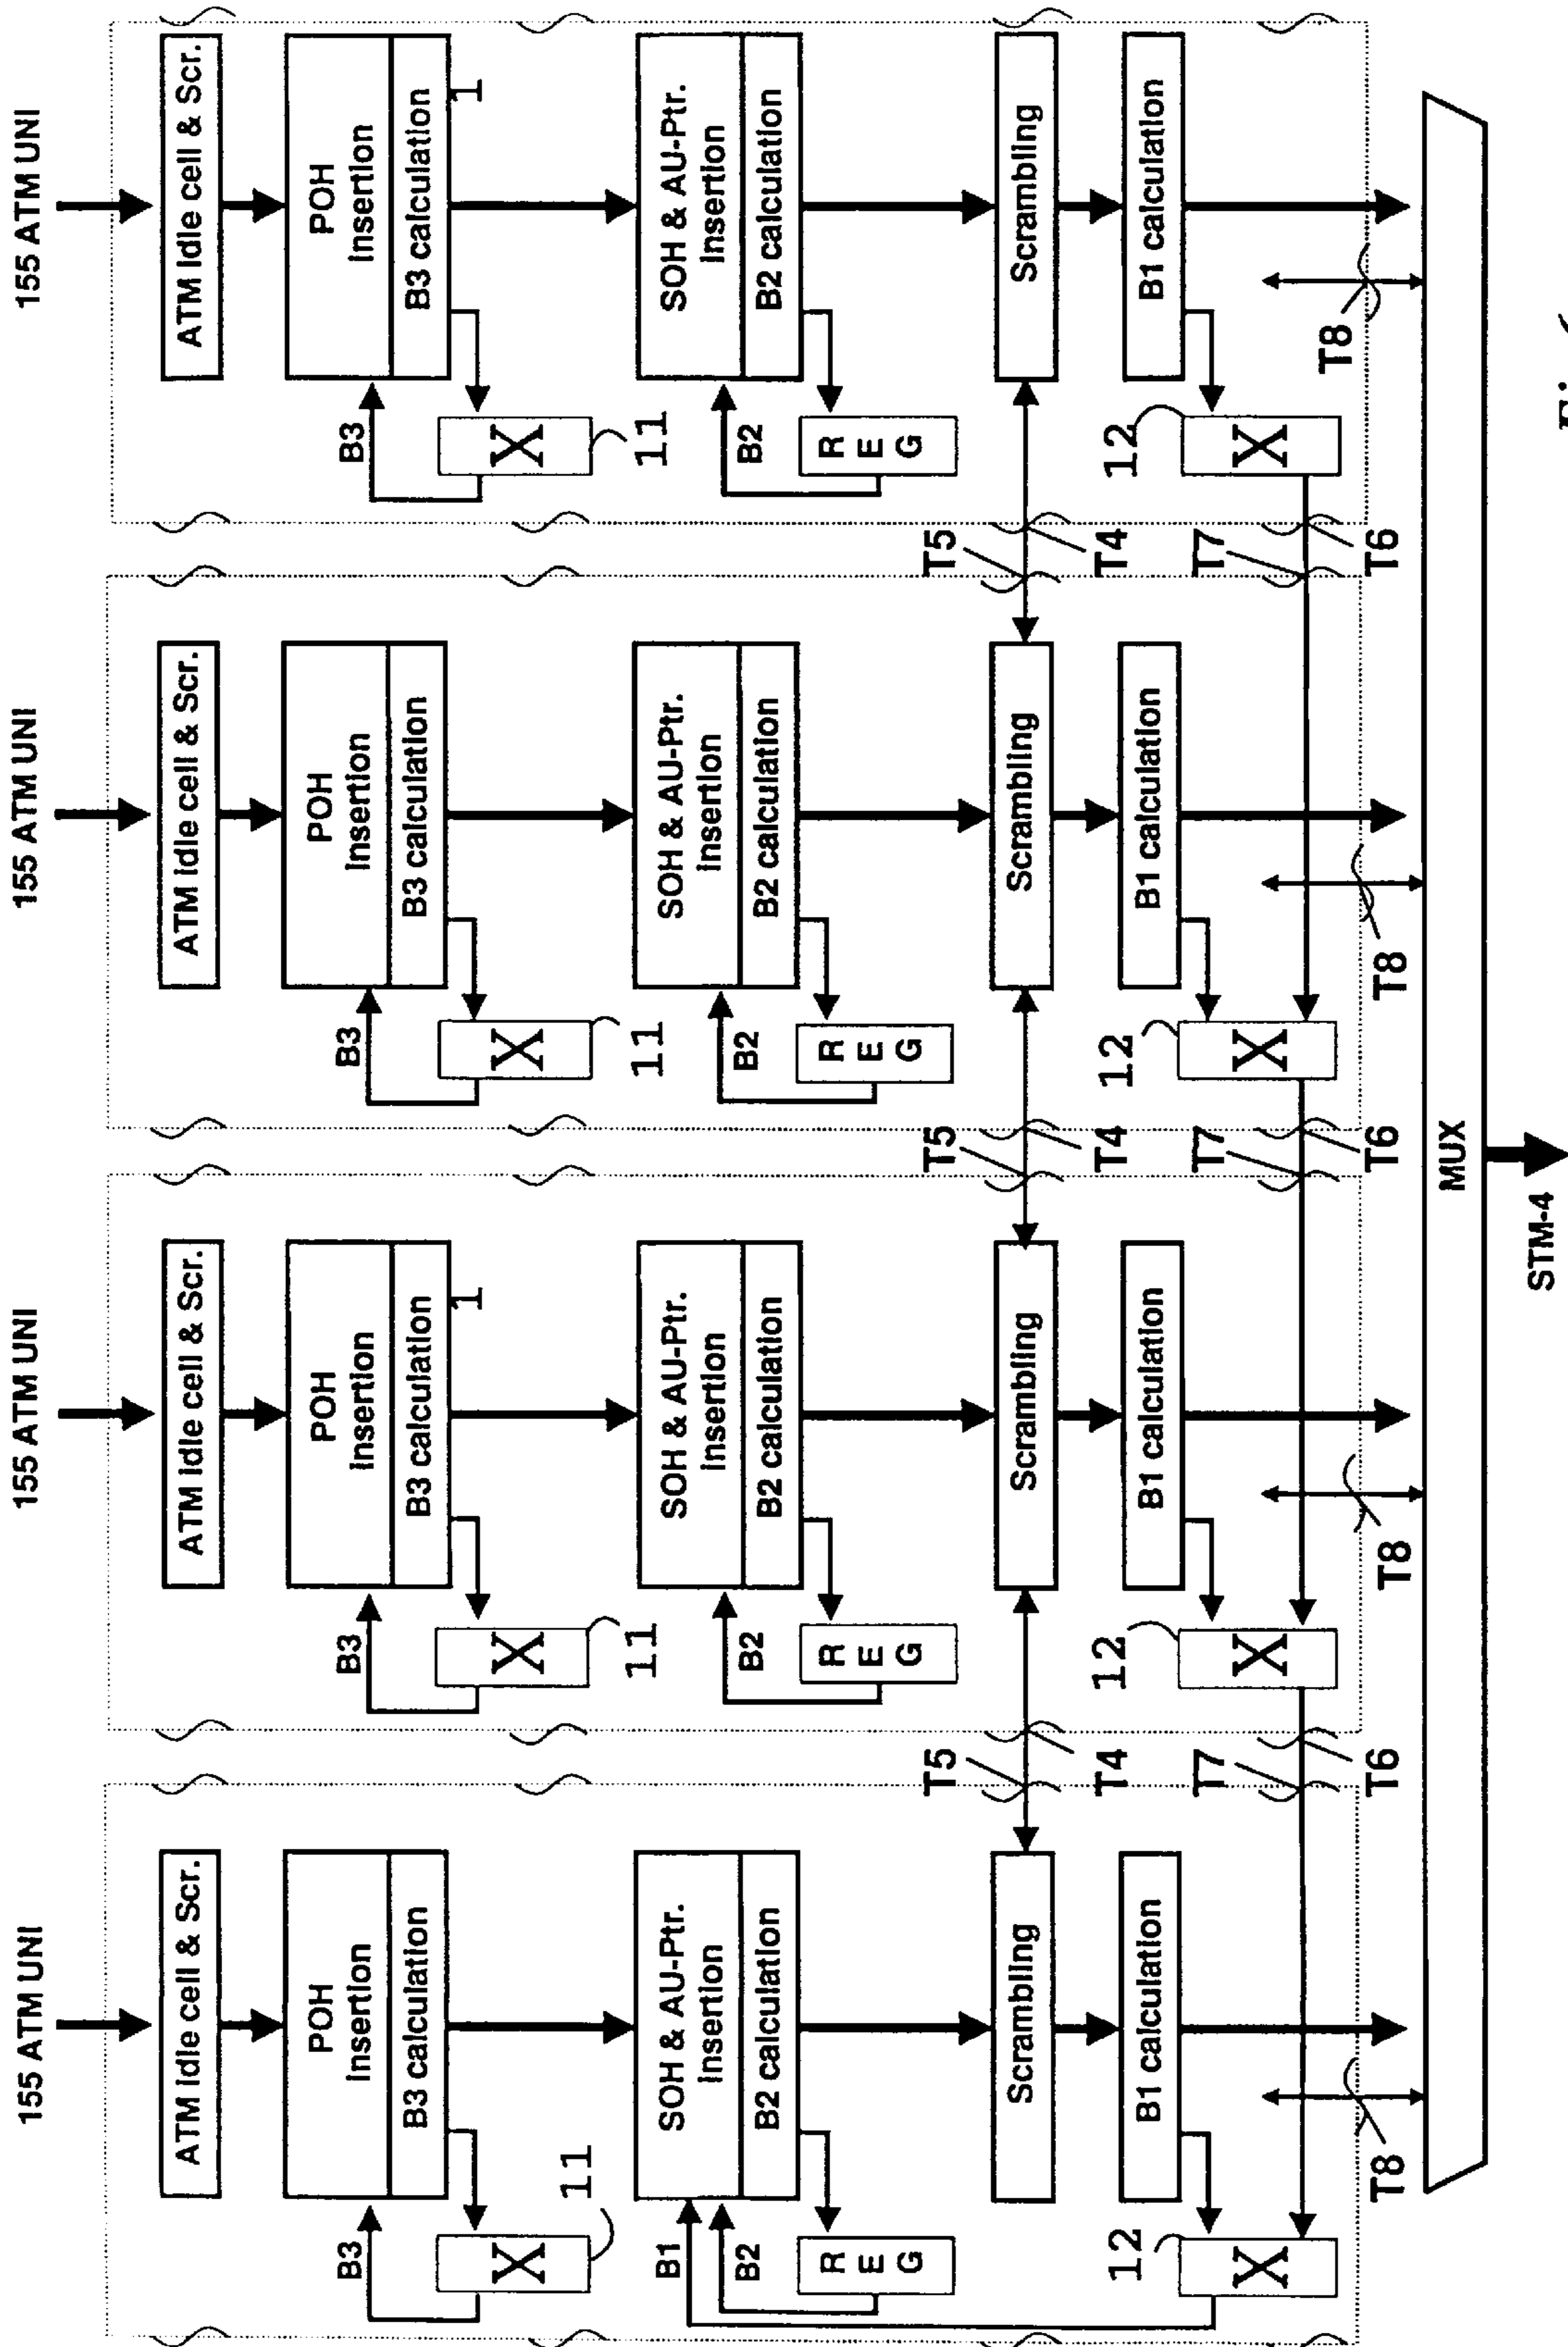 155 ATM UNI
ATM Idle cell & Scr.
POH
Insertion
B3 calculation
B3
X
11
SOH & AU-Ptr.
Insertion
B2 calculation
B1
B2
R E G
Scrambling
B1 calculation
12
X
T8
T5
T4
T7
T6
155 ATM UNI
ATM Idle cell & Scr.
POH
Insertion
B3 calculation
1
B3
X
11
SOH & AU-Ptr.
Insertion
B2 calculation
B2
R E G
Scrambling
B1 calculation
12
X
T8
T5
T4
T7
T6
155 ATM UNI
ATM Idle cell & Scr.
POH
Insertion
B3 calculation
B3
X
11
SOH & AU-Ptr.
Insertion
B2 calculation
B2
R E G
Scrambling
B1 calculation
12
X
T8
T5
T4
T7
T6
155 ATM UNI
ATM Idle cell & Scr.
POH
Insertion
B3 calculation
1
B3
X
11
SOH & AU-Ptr.
Insertion
B2 calculation
B2
R E G
Scrambling
B1 calculation
12
X
T8
MUX
STM-4